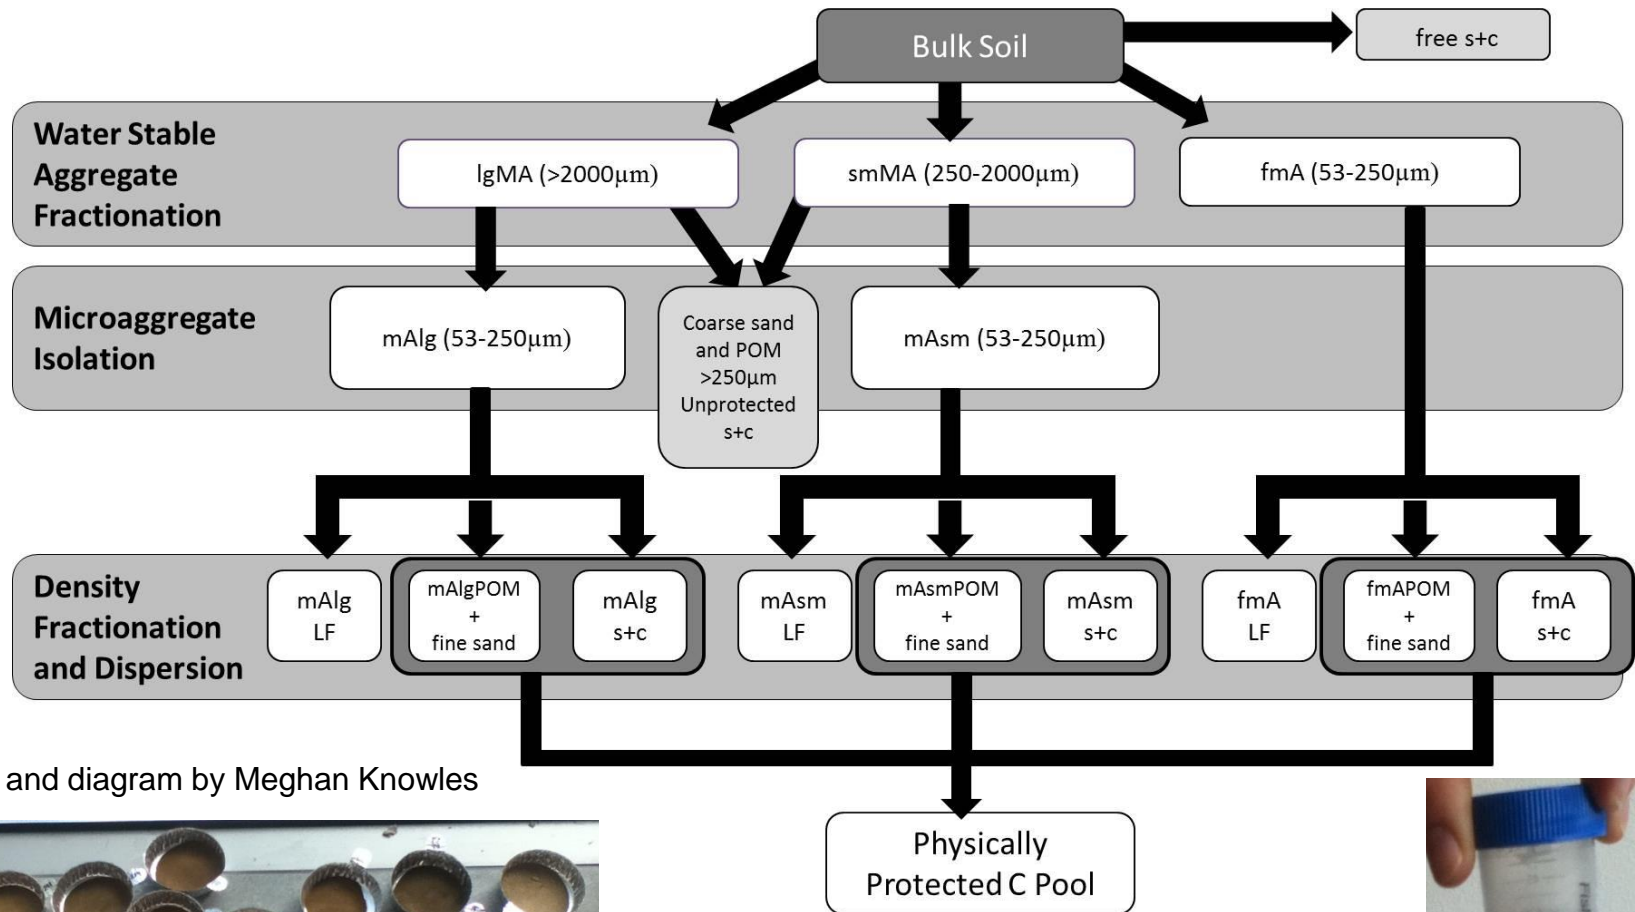 Bulk Soil
free s+c
Water Stable
Aggregate
Fractionation
lgMA (>2000µm)
smMA (250-2000µm)
fmA (53-250µm)
Microaggregate
Isolation
mAlg (53-250µm)
Coarse sand
and POM
>250µm
Unprotected
s+c
mAsm (53-250µm)
Density
Fractionation
and Dispersion
mAlg
LF
mAlgPOM
+
fine sand
mAlg
s+c
mAsm
LF
mAsmPOM
+
fine sand
mAsm
s+c
fmA
LF
fmAPOM
+
fine sand
fmA
s+c
and diagram by Meghan Knowles
Physically
Protected C Pool